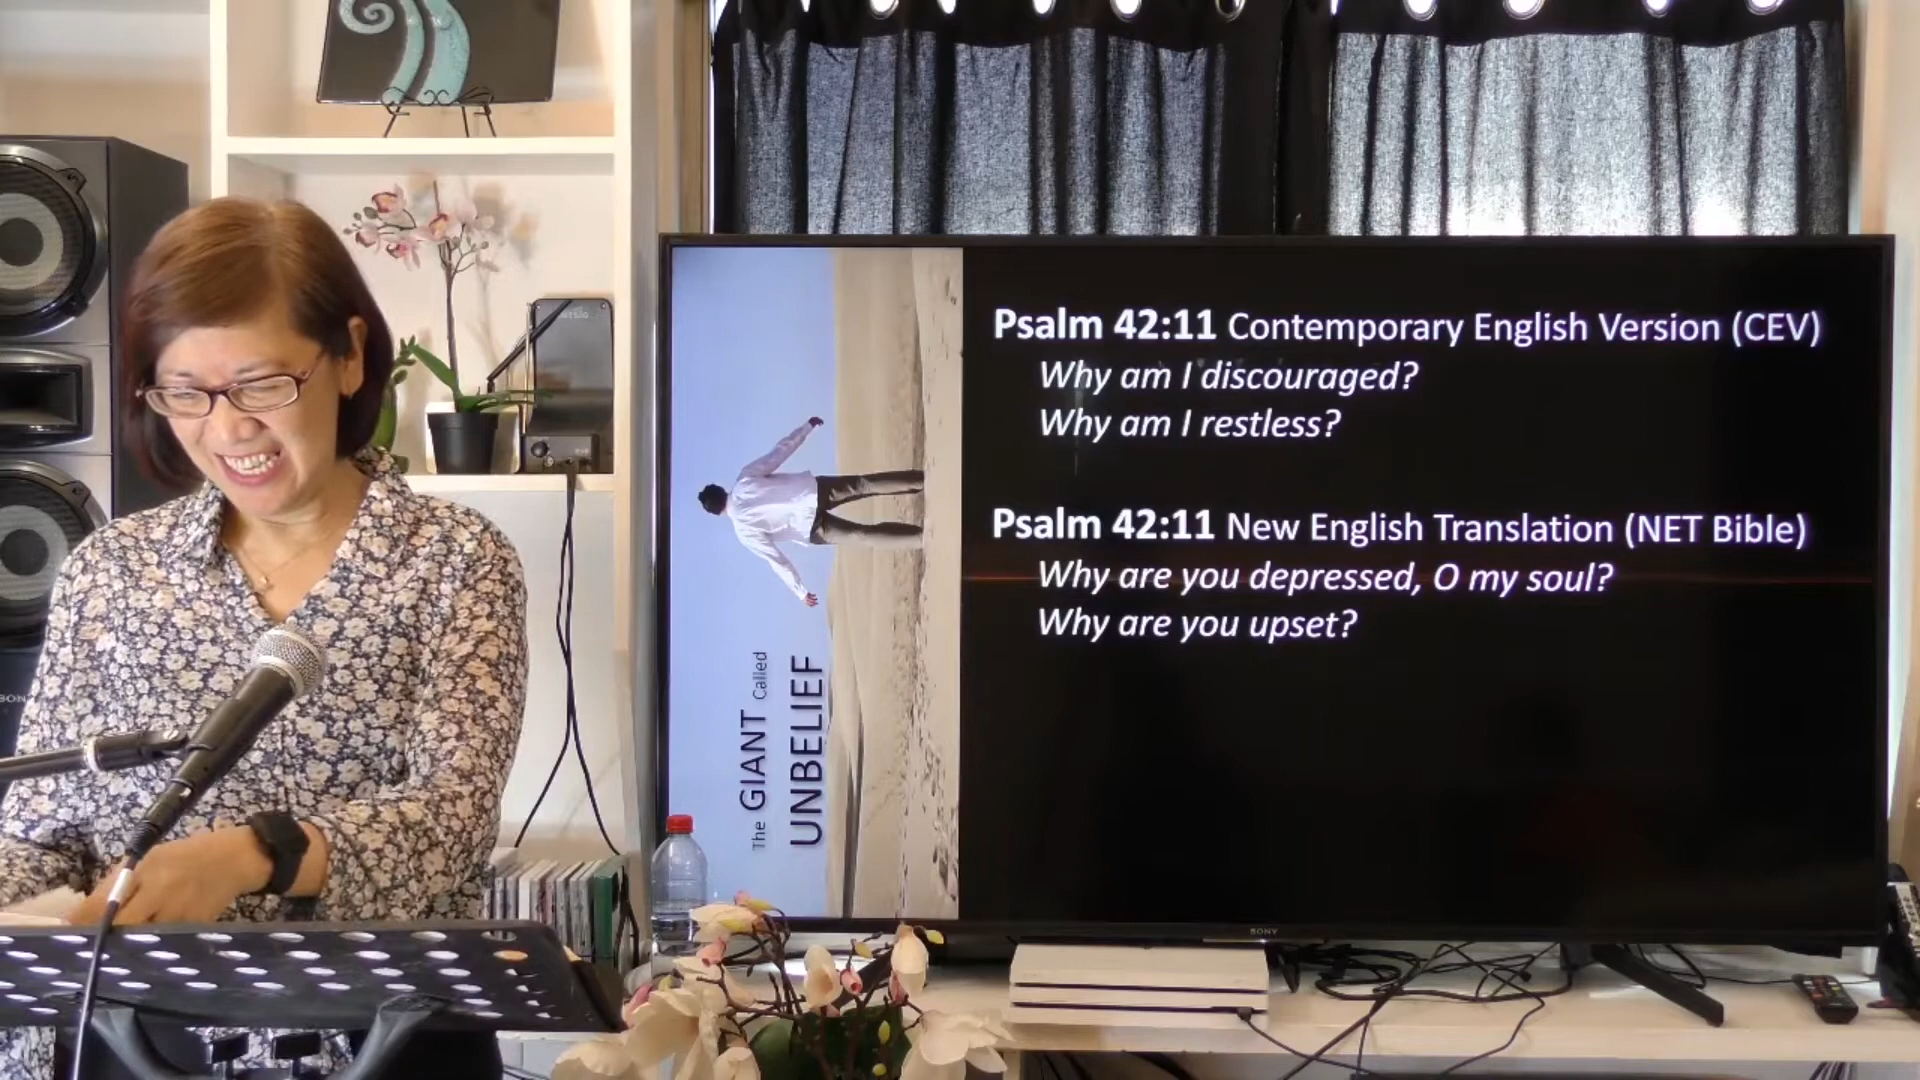 Psalm 42:11 Contemporary English Version (CEV)
Why am I discouraged?
Why am I restless?
Psalm 42:11 New English Translation (NET Bible)
Why are you depressed, O my soul?
Why are you upset?
The GIANT Called
UNBELIEF
SONY